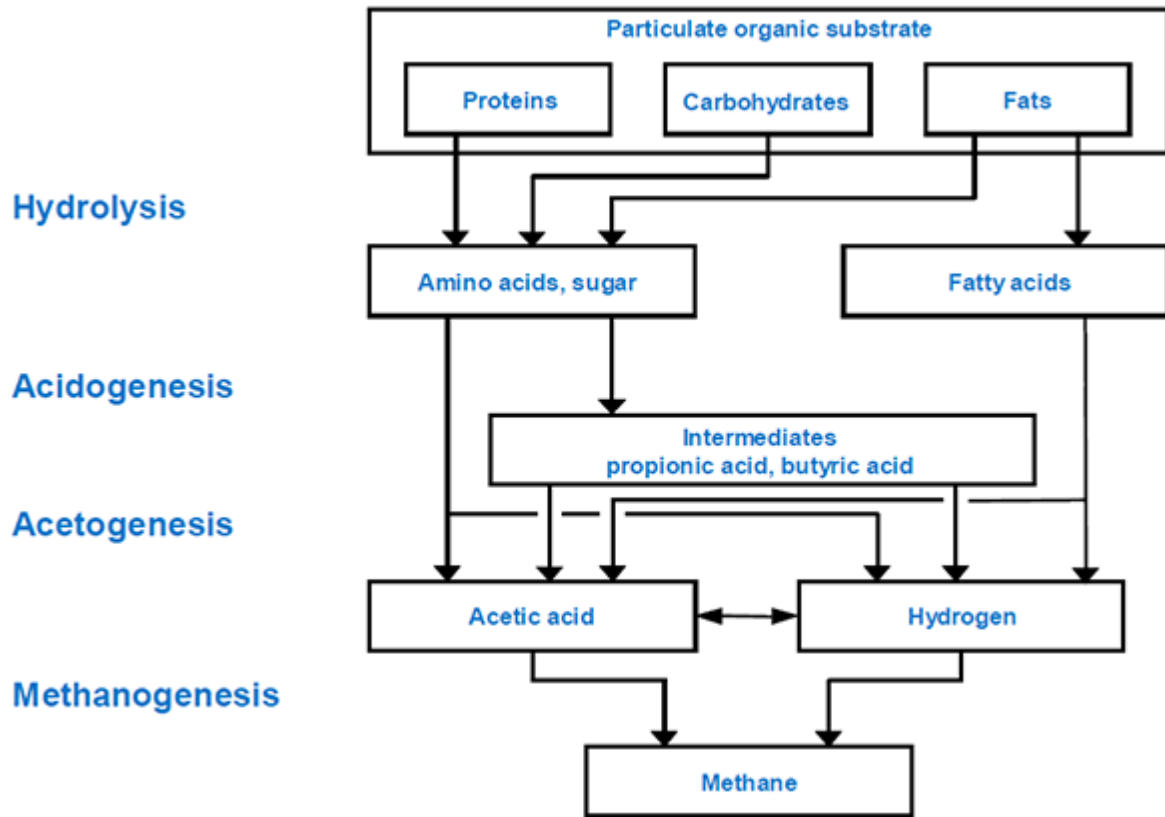 Particulate organic substrate
Proteins
Carbohydrates
Fats
Hydrolysis
Amino acids, sugar
Fatty acids
Acidogenesis
Intermediates
propionic acid, butyric acid
Acetogenesis
Acetic acid
Hydrogen
Methanogenesis
Methane